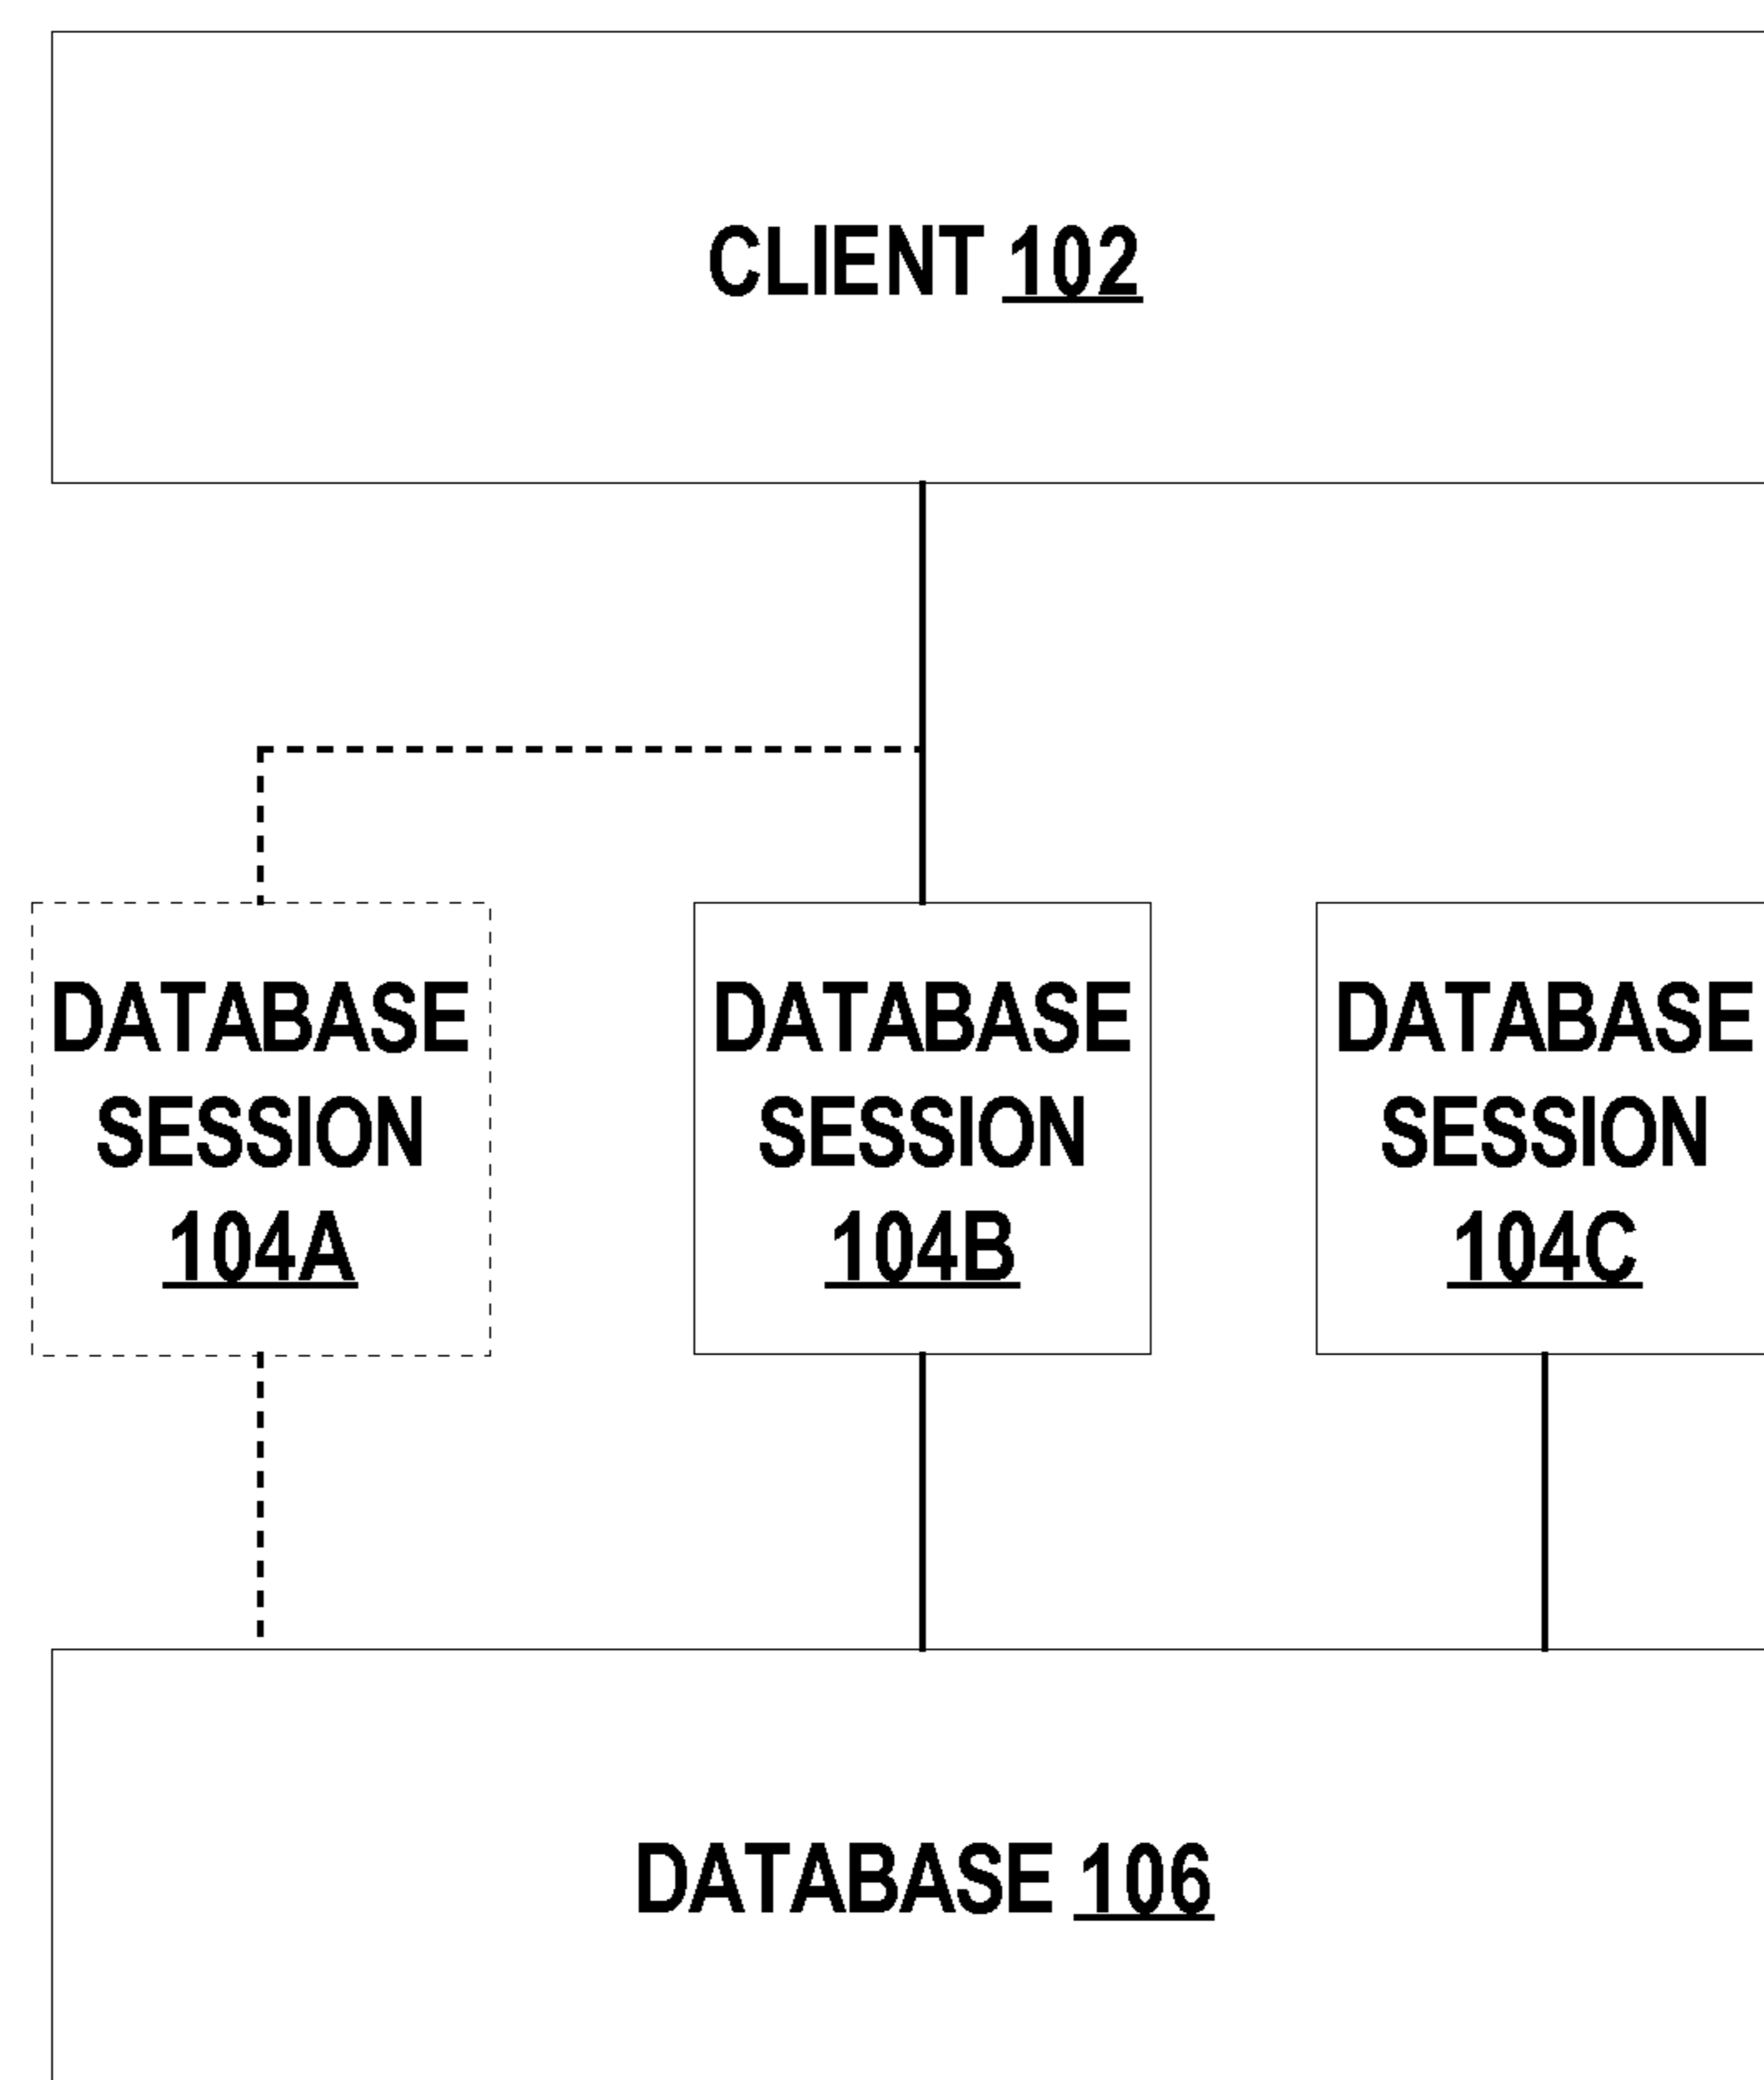 CLIENT 102
DATABASE
SESSION
104A
DATABASE
SESSION
104B
DATABASE
SESSION
104C
DATABASE 106